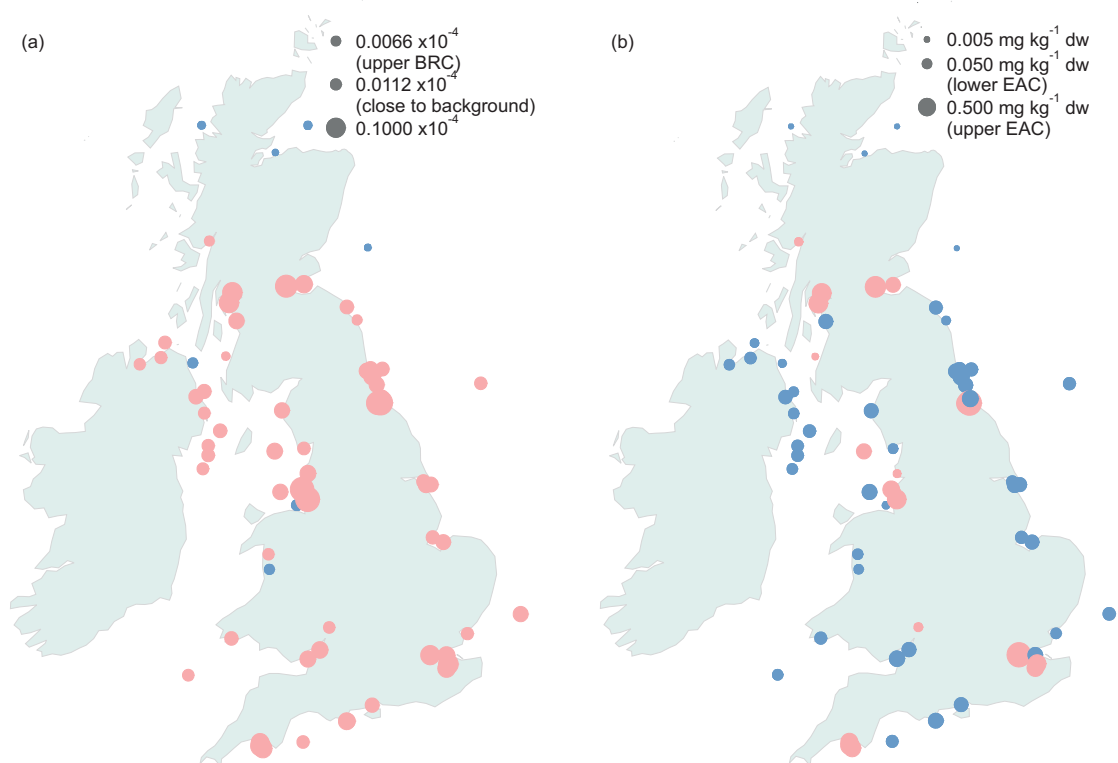 (a)
0.0066 x10⁻⁴
(upper BRC)
0.0112 x10⁻⁴
(close to background)
0.1000 x10⁻⁴
(b)
0.005 mg kg⁻¹ dw
0.050 mg kg⁻¹ dw
(lower EAC)
0.500 mg kg⁻¹ dw
(upper EAC)